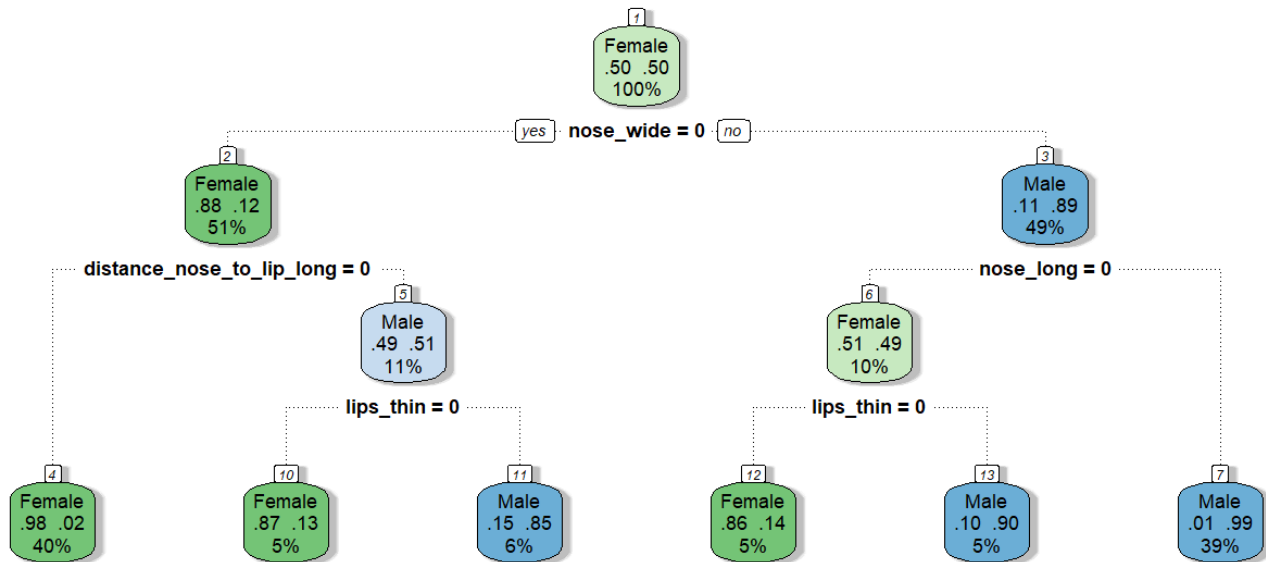 1
Female
.50 .50
100%
yes nose_wide = 0 no
2
Female
.88 .12
51%
3
Male
.11 .89
49%
distance_nose_to_lip_long = 0
nose_long = 0
5
Male
.49 .51
11%
6
Female
.51 .49
10%
lips_thin = 0
lips_thin = 0
4
Female
.98 .02
40%
10
Female
.87 .13
5%
11
Male
.15 .85
6%
12
Female
.86 .14
5%
13
Male
.10 .90
5%
7
Male
.01 .99
39%